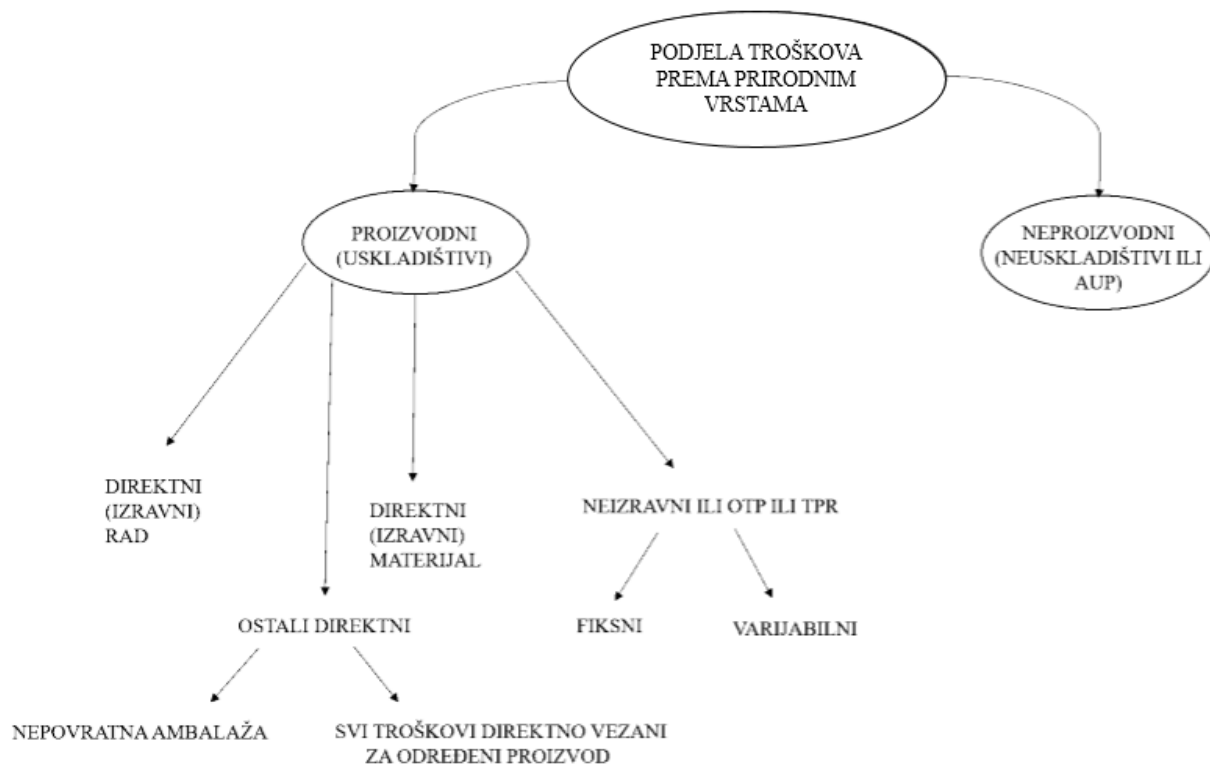 PODJELA TROŠKOVA
PREMA PRIRODNIM
VRSTAMA
PROIZVODNI
(USKLADIŠTIVI)
NEPROIZVODNI
(NEUSKLADIŠTIVI ILI
AUP)
DIREKTNI
(IZRAVNI)
RAD
DIREKTNI
(IZRAVNI)
MATERIJAL
NEIZRAVNI ILI OTP ILI TPR
OSTALI DIREKTNI
FIKSNI
VARIJABILNI
NEPOVRATNA AMBALAŽA
SVI TROŠKOVI DIREKTNO VEZANI
ZA ODREĐENI PROIZVOD